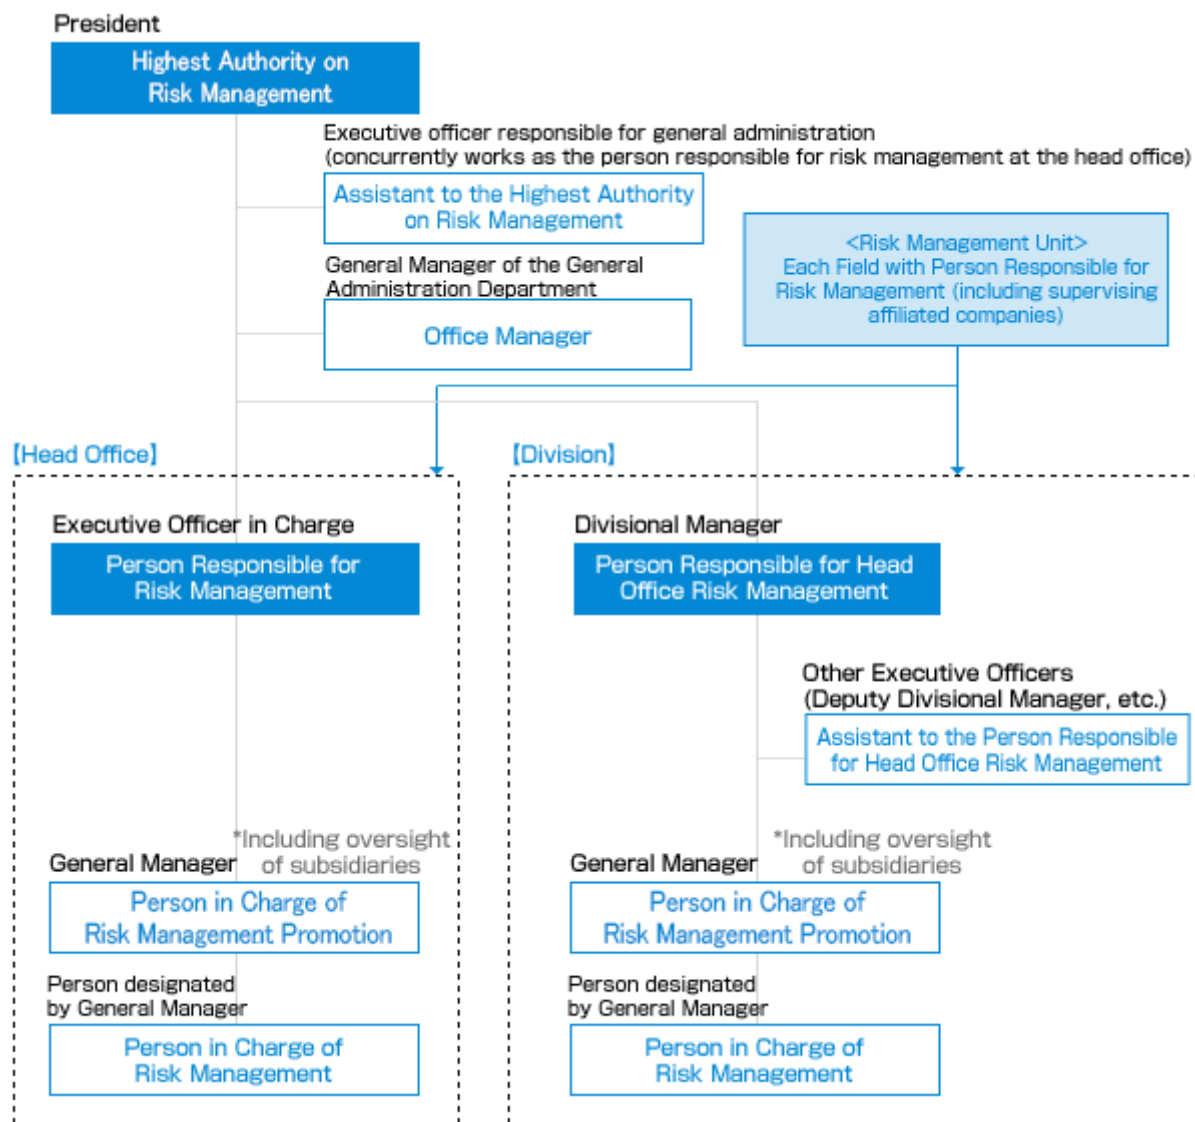 President
Highest Authority on
Risk Management
Executive officer responsible for general administration
(concurrently works as the person responsible for risk management at the head office)
Assistant to the Highest Authority
on Risk Management
<Risk Management Unit>
Each Field with Person Responsible for
Risk Management (including supervising
affiliated companies)
General Manager of the General
Administration Department
Office Manager
【Head Office】
Executive Officer in Charge
Person Responsible for
Risk Management
*Including oversight
of subsidiaries
General Manager
Person in Charge of
Risk Management Promotion
Person designated
by General Manager
Person in Charge of
Risk Management
【Division】
Divisional Manager
Person Responsible for Head
Office Risk Management
Other Executive Officers
(Deputy Divisional Manager, etc.)
Assistant to the Person Responsible
for Head Office Risk Management
*Including oversight
of subsidiaries
General Manager
Person in Charge of
Risk Management Promotion
Person designated
by General Manager
Person in Charge of
Risk Management